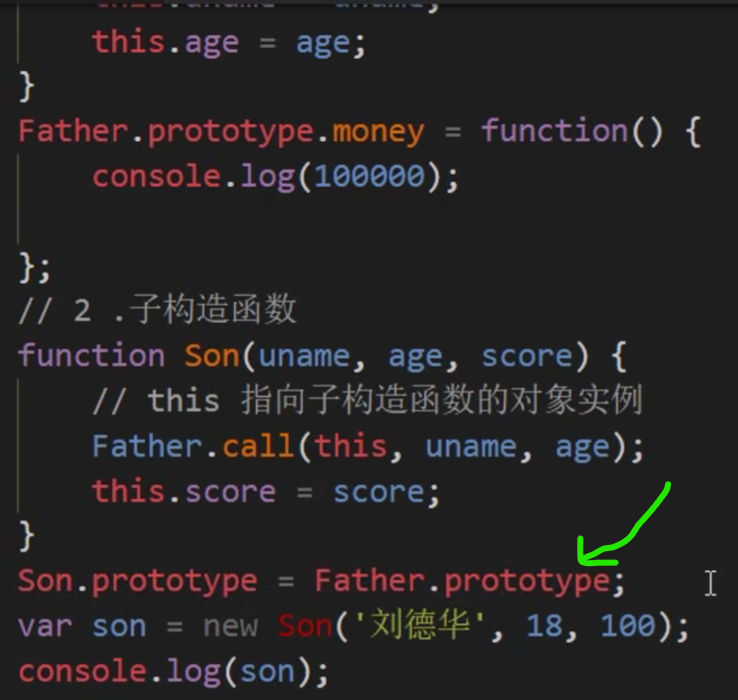 this.age = age;
}
Father.prototype.money = function() {
console.log(100000);
};
// 2 .子构造函数
function Son(uname, age, score) {
// this 指向子构造函数的对象实例
Father.call(this, uname, age);
this.score = score;
}
Son.prototype = Father.prototype;
var son = new Son('刘德华', 18, 100);
console.log(son);